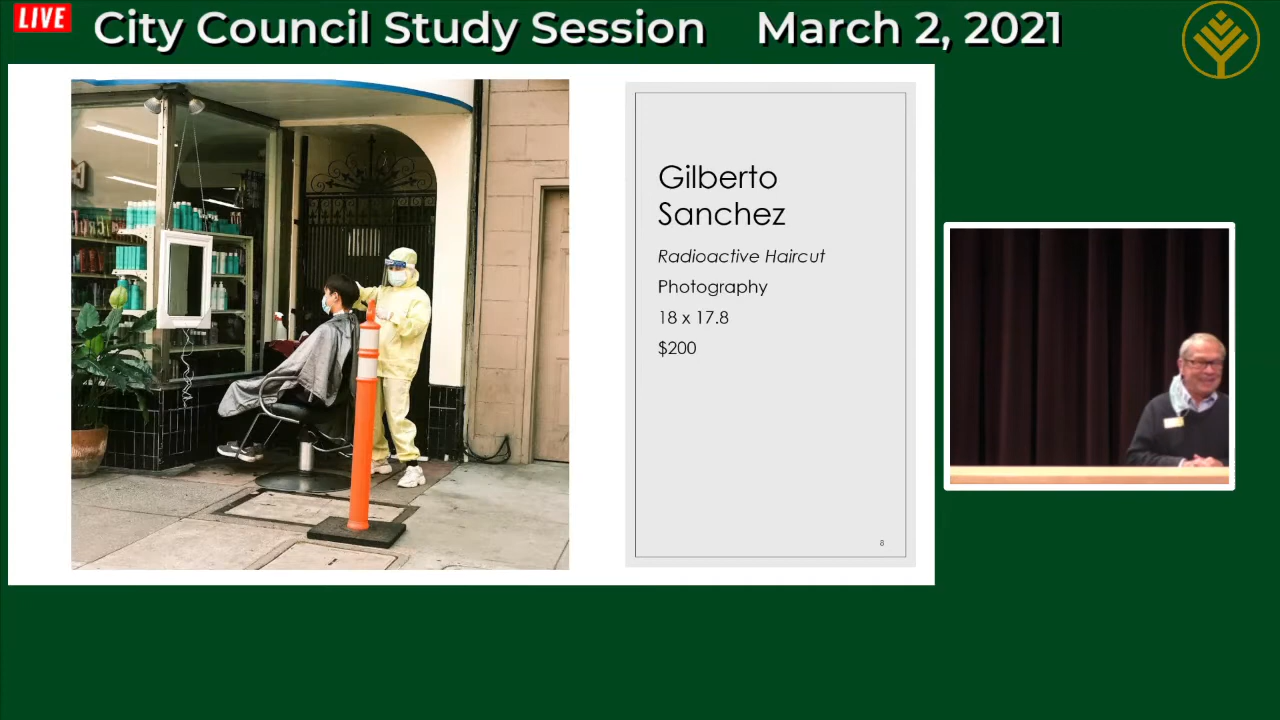 LIVE
City Council Study Session March 2, 2021
Gilberto
Sanchez
Radioactive Haircut
Photography
18 x 17.8
$200
8